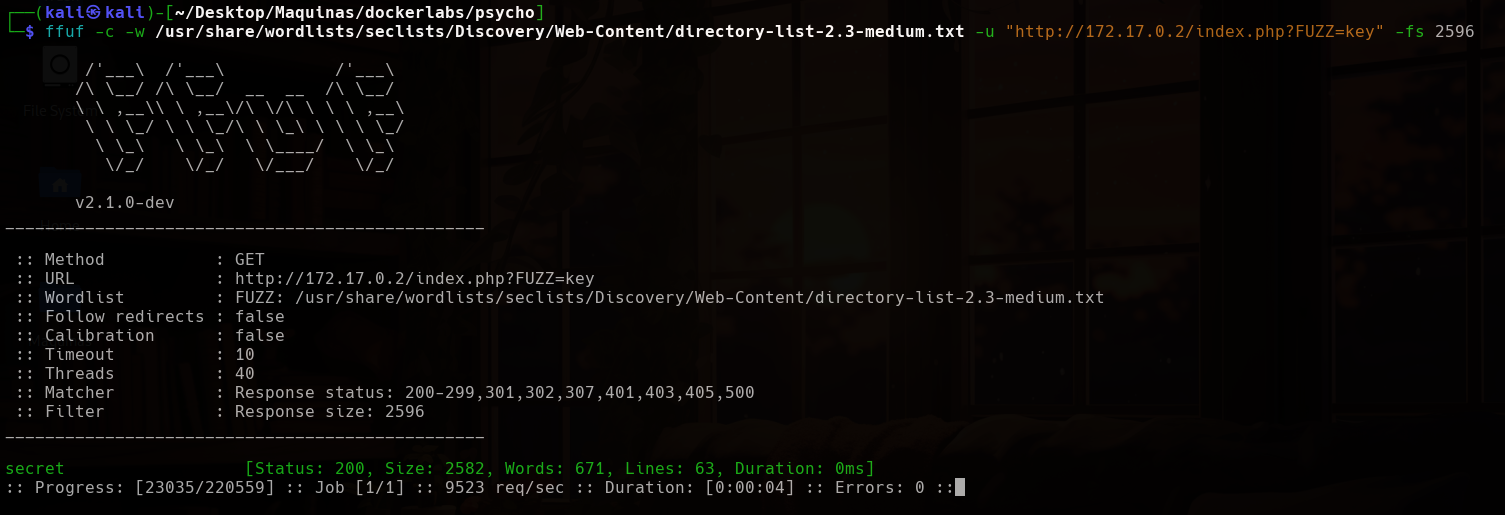 ┌──(kali㉿kali)-[~/Desktop/Maquinas/dockerlabs/psycho]
└─$ ffuf -c -w /usr/share/wordlists/seclists/Discovery/Web-Content/directory-list-2.3-medium.txt -u "http://172.17.0.2/index.php?FUZZ=key" -fs 2596
        /'___\  /'___\           /'___\
       /\ \__/ /\ \__/  __  __  /\ \__/
       \ \ ,__\\ \ ,__\/\ \/\ \ \ \ ,__\
        \ \ \_/ \ \ \_/\ \ \_\ \ \ \ \_/
         \ \_\   \ \_\  \ \____/  \ \_\
          \/_/    \/_/   \/___/    \/_/
File System
v2.1.0-dev
Home
________________________________________________
:: Method           : GET
:: URL              : http://172.17.0.2/index.php?FUZZ=key
:: Wordlist         : FUZZ: /usr/share/wordlists/seclists/Discovery/Web-Content/directory-list-2.3-medium.txt
:: Follow redirects : false
:: Calibration      : false
:: Timeout          : 10
:: Threads          : 40
:: Matcher          : Response status: 200-299,301,302,307,401,403,405,500
:: Filter           : Response size: 2596
________________________________________________
secret                  [Status: 200, Size: 2582, Words: 671, Lines: 63, Duration: 0ms]
:: Progress: [23035/220559] :: Job [1/1] :: 9523 req/sec :: Duration: [0:00:04] :: Errors: 0 ::